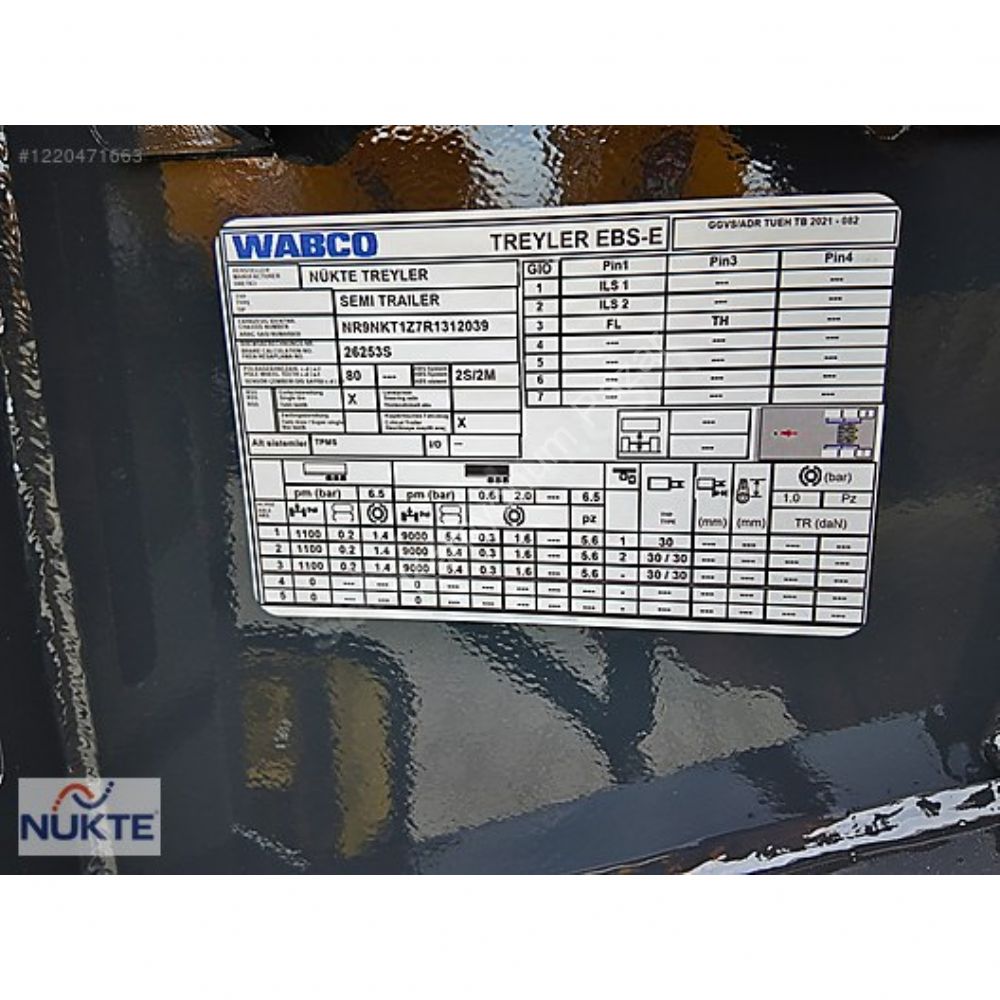 #1220471663
WABCO
TREYLER EBS-E
GGVS/ADR TUEH TB 2021 - 082
NÜKTE TREYLER
SEMI TRAILER
NR9NKT1Z7R1312039
26253S
80 --- 2S/2M
X
X
Alt sistemler TPMS I/O --
GIO Pin1 Pin3 Pin4
1 ILS 1 --- ---
2 ILS 2 --- ---
3 FL TH ---
4 --- --- ---
5 --- --- ---
6 --- --- ---
7 --- --- ---
---
---
pm (bar) 6.5 pm (bar) 0.6 2.0 --- 6.5
pz
TYP
TYPE
(mm) (mm)
(bar)
1.0 Pz
TR (daN)
1 1100 0.2 1.4 9000 5.4 0.3 1.6 --- 5.6 1 30 --- --- --- ---
2 1100 0.2 1.4 9000 5.4 0.3 1.6 --- 5.6 2 30 / 30 --- --- --- ---
3 1100 0.2 1.4 9000 5.4 0.3 1.6 --- 5.6 - 30 / 30 --- --- --- ---
4 0 --- --- 0 --- --- --- --- --- - --- --- --- --- ---
5 0 --- --- 0 --- --- --- --- --- - --- --- --- --- ---
NÜKTE